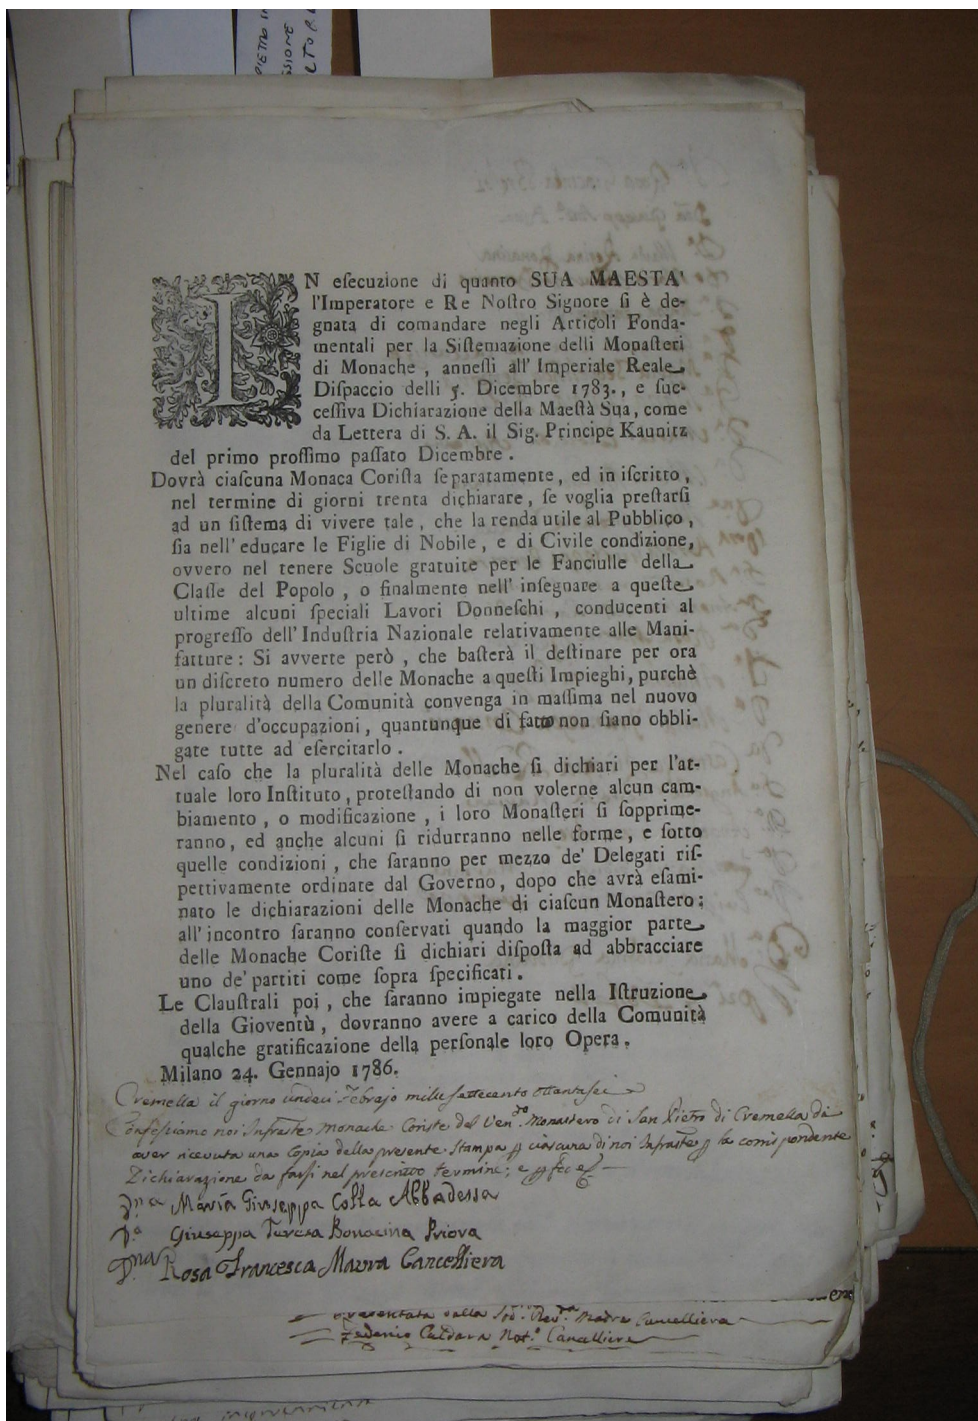 PIETRO IN
SSIONE
IN esecuzione di quanto SUA MAESTA'
l'Imperatore e Re Noſtro Signore ſi è de-
gnata di comandare negli Articoli Fonda-
mentali per la Siſtemazione delli Monaſteri
di Monache, anneſſi all' Imperiale Reale
Diſpaccio delli 5. Dicembre 1783., e ſuc-
ceſſiva Dichiarazione della Maeſtà Sua, come
da Lettera di S. A. il Sig. Principe Kaunitz
del primo proſſimo paſſato Dicembre.
Dovrà ciaſcuna Monaca Coriſta ſeparatamente, ed in iſcritto,
nel termine di giorni trenta dichiarare, ſe voglia preſtarſi
ad un ſiſtema di vivere tale, che la renda utile al Pubblico,
ſia nell' educare le Figlie di Nobile, e di Civile condizione,
ovvero nel tenere Scuole gratuite per le Fanciulle della
Claſſe del Popolo, o finalmente nell' inſegnare a queſte
ultime alcuni ſpeciali Lavori Donneſchi, conducenti al
progreſſo dell' Induſtria Nazionale relativamente alle Mani-
fatture: Si avverte però, che baſterà il deſtinare per ora
un diſcreto numero delle Monache a queſti Impieghi, purchè
la pluralità della Comunità convenga in maſſima nel nuovo
genere d'occupazioni, quantunque di fatto non ſiano obbli-
gate tutte ad eſercitarlo.
Nel caſo che la pluralità delle Monache ſi dichiari per l'at-
tuale loro Inſtituto, proteſtando di non volerne alcun cam-
biamento, o modificazione, i loro Monaſteri ſi ſopprime-
ranno, ed anche alcuni ſi ridurranno nelle forme, e ſotto
quelle condizioni, che ſaranno per mezzo de' Delegati riſ-
pettivamente ordinate dal Governo, dopo che avrà eſami-
nato le dichiarazioni delle Monache di ciaſcun Monaſtero;
all' incontro ſaranno conſervati quando la maggior parte
delle Monache Coriſte ſi dichiari diſpoſta ad abbracciare
uno de' partiti come ſopra ſpecificati.
Le Clauſtrali poi, che ſaranno impiegate nella Iſtruzione
della Gioventù, dovranno avere a carico della Comunità
qualche gratificazione della perſonale loro Opera.
Milano 24. Gennajo 1786.
Cremella il giorno undeci Febrajo mille settecento ottantasei
Confessiamo noi Infraste Monache Coriste del Ven.do Monastero di San Pietro di Cremella di
aver ricevuta una Copia della presente Stampa ciascuna di noi Infraste la corrispondente
Dichiarazione da farsi nel prescritto termine; e
D.na Maria Giuseppa Cotta Abbadessa
D.a Giuseppa Teresa Bonacina Priora
D.na Rosa Francesca Maura Cancelliera
Presentata dalla Rev.da Madre Cancelliera
Federico Caldara Not.o Cancelliere